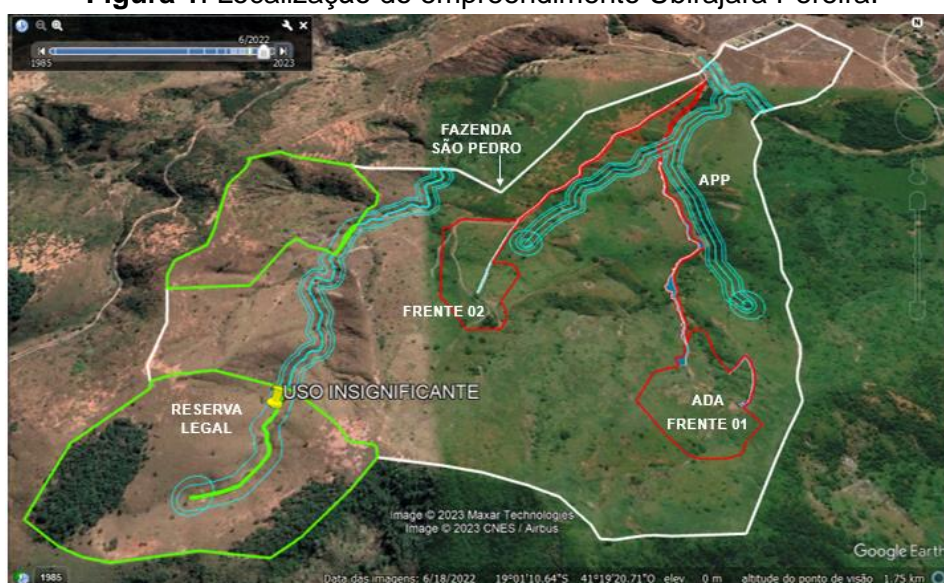 Figura 1. Localização do empreendimento Ubirajara Pereira.
6/2022
1985
2023
N
FAZENDA
SÃO PEDRO
APP
FRENTE 02
USO INSIGNIFICANTE
RESERVA
LEGAL
ADA
FRENTE 01
Image © 2023 Maxar Technologies
Image © 2023 CNES / Airbus
Google Earth
1985
Data das imagens: 6/18/2022 19°01'10.64"S 41°19'20.71"O elev 0 m altitude do ponto de visão 1.75 km